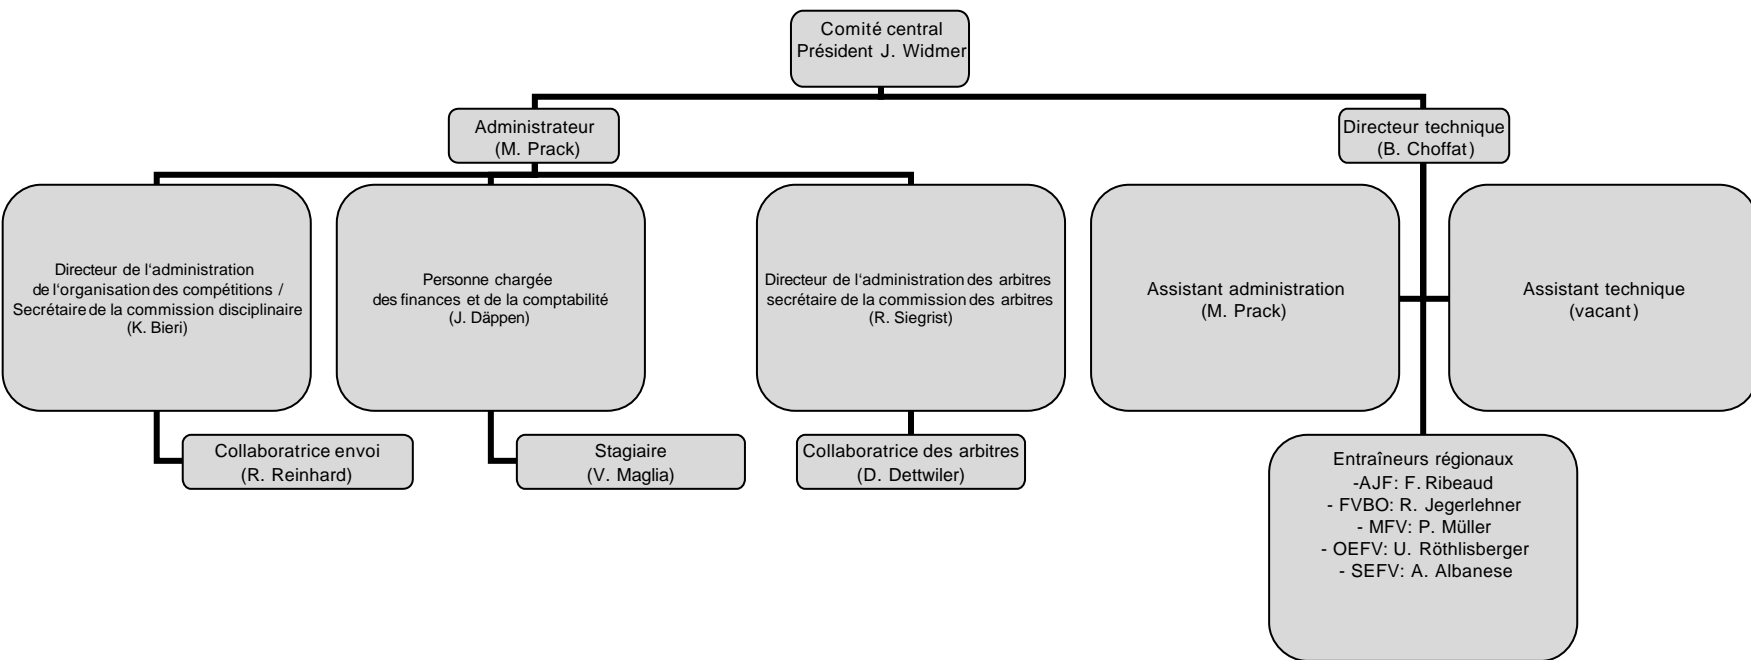 Comité central
Président J. Widmer
Administrateur
(M. Prack)
Directeur technique
(B. Choffat)
Directeur de l‘administration
de l‘organisation des compétitions /
Secrétaire de la commission disciplinaire
(K. Bieri)
Personne chargée
des finances et de la comptabilité
(J. Däppen)
Directeur de l‘administration des arbitres
secrétaire de la commission des arbitres
(R. Siegrist)
Assistant administration
(M. Prack)
Assistant technique
(vacant)
Collaboratrice envoi
(R. Reinhard)
Stagiaire
(V. Maglia)
Collaboratrice des arbitres
(D. Dettwiler)
Entraîneurs régionaux
-AJF: F. Ribeaud
- FVBO: R. Jegerlehner
- MFV: P. Müller
- OEFV: U. Röthlisberger
- SEFV: A. Albanese